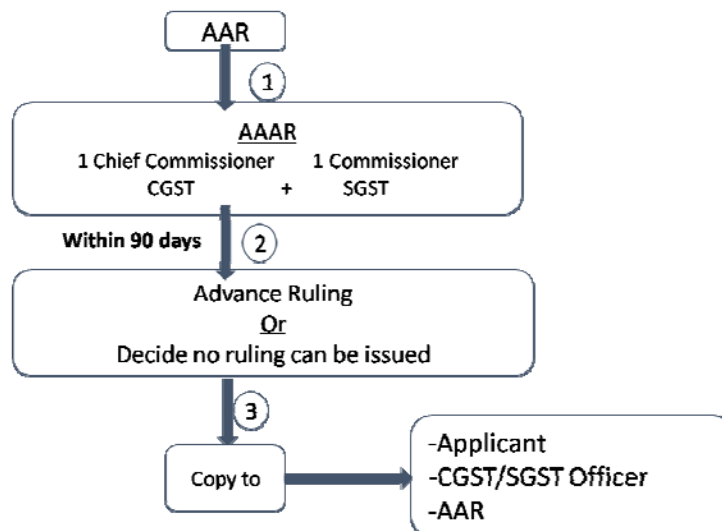 AAR
1
AAAR
1 Chief Commissioner 1 Commissioner
CGST + SGST
Within 90 days 2
Advance Ruling
Or
Decide no ruling can be issued
3
Copy to
-Applicant
-CGST/SGST Officer
-AAR